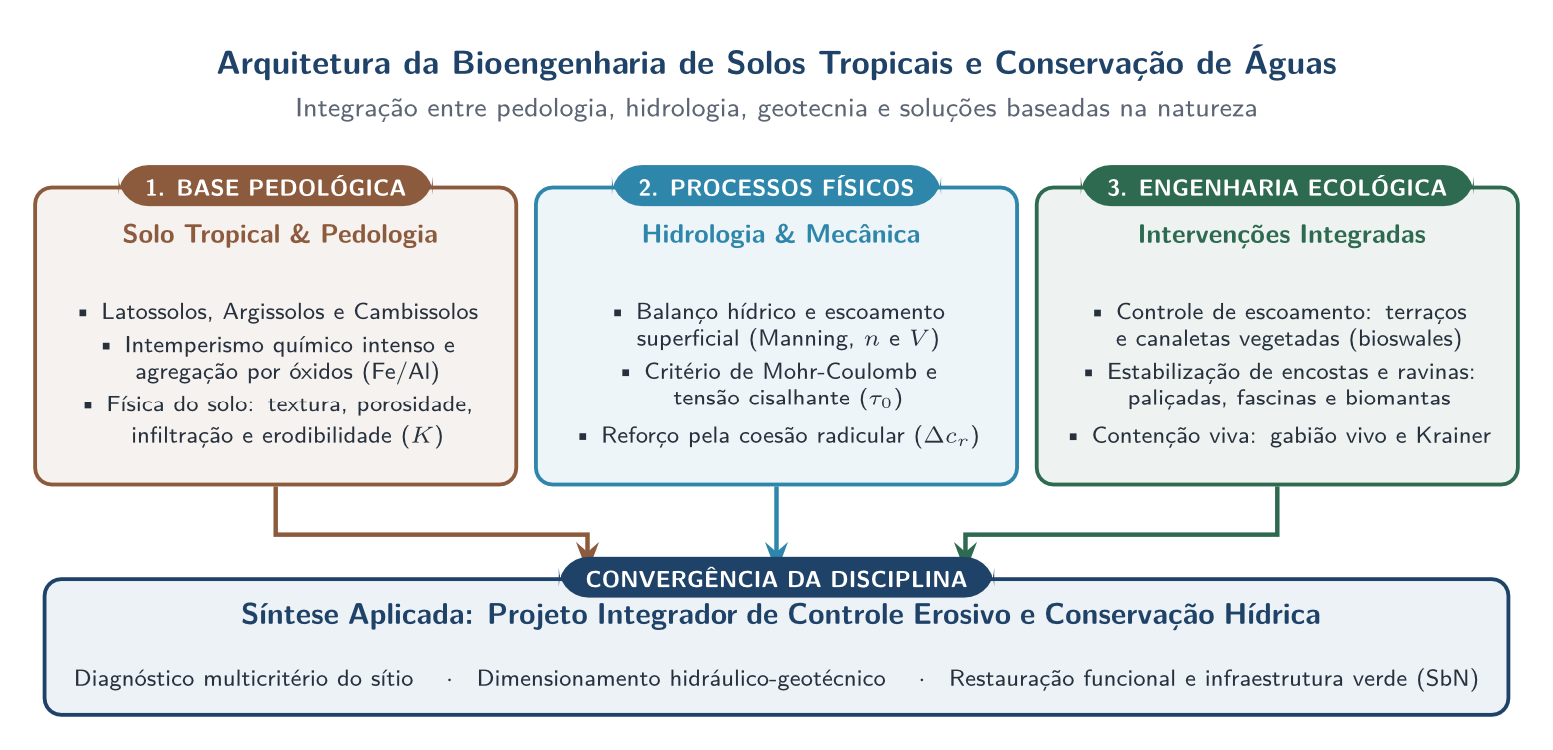 Arquitetura da Bioengenharia de Solos Tropicais e Conservação de Águas
Integração entre pedologia, hidrologia, geotecnia e soluções baseadas na natureza
1. BASE PEDOLÓGICA
Solo Tropical & Pedologia
▪ Latossolos, Argissolos e Cambissolos
▪ Intemperismo químico intenso e
agregação por óxidos (Fe/Al)
▪ Física do solo: textura, porosidade,
infiltração e erodibilidade (K)
2. PROCESSOS FÍSICOS
Hidrologia & Mecânica
▪ Balanço hídrico e escoamento
superficial (Manning, n e V)
▪ Critério de Mohr-Coulomb e
tensão cisalhante (τ₀)
▪ Reforço pela coesão radicular (Δcᵣ)
3. ENGENHARIA ECOLÓGICA
Intervenções Integradas
▪ Controle de escoamento: terraços
e canaletas vegetadas (bioswales)
▪ Estabilização de encostas e ravinas:
paliçadas, fascinas e biomantas
▪ Contenção viva: gabião vivo e Krainer
CONVERGÊNCIA DA DISCIPLINA
Síntese Aplicada: Projeto Integrador de Controle Erosivo e Conservação Hídrica
Diagnóstico multicritério do sítio · Dimensionamento hidráulico-geotécnico · Restauração funcional e infraestrutura verde (SbN)